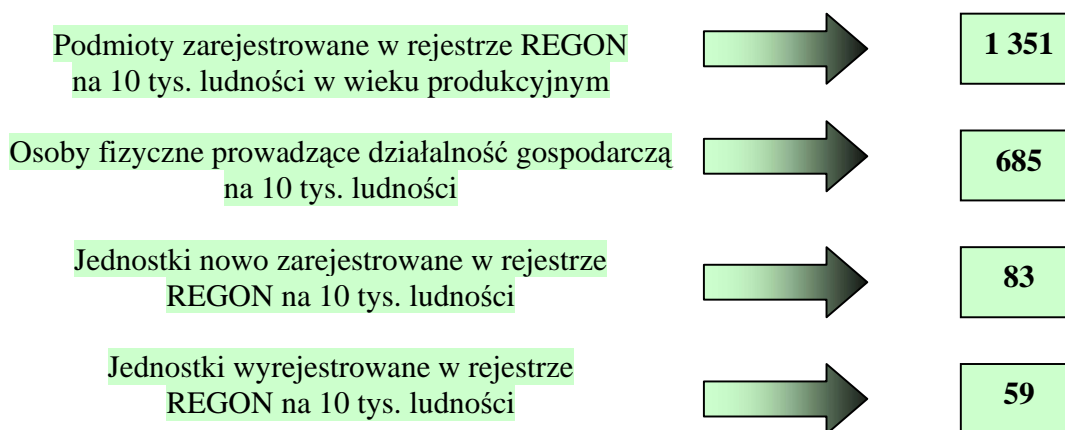 Podmioty zarejestrowane w rejestrze REGON
na 10 tys. ludności w wieku produkcyjnym
1 351
Osoby fizyczne prowadzące działalność gospodarczą
na 10 tys. ludności
685
Jednostki nowo zarejestrowane w rejestrze
REGON na 10 tys. ludności
83
Jednostki wyrejestrowane w rejestrze
REGON na 10 tys. ludności
59